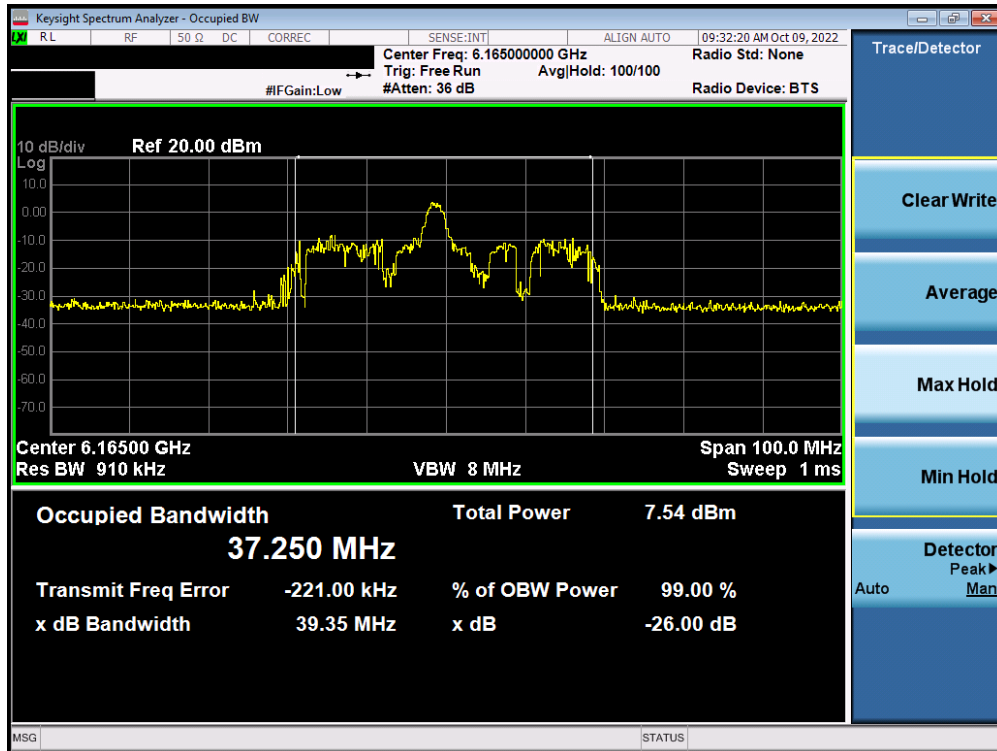 Keysight Spectrum Analyzer - Occupied BW
LXI RL RF 50 Ω DC CORREC SENSE:INT ALIGN AUTO 09:32:20 AM Oct 09, 2022
Center Freq: 6.165000000 GHz Radio Std: None
Trig: Free Run Avg|Hold: 100/100
#IFGain:Low #Atten: 36 dB Radio Device: BTS
Trace/Detector
10 dB/div Ref 20.00 dBm
Log
10.0
0.00
-10.0
-20.0
-30.0
-40.0
-50.0
-60.0
-70.0
Center 6.16500 GHz Span 100.0 MHz
Res BW 910 kHz VBW 8 MHz Sweep 1 ms
Occupied Bandwidth Total Power 7.54 dBm
37.250 MHz
Transmit Freq Error -221.00 kHz % of OBW Power 99.00 %
x dB Bandwidth 39.35 MHz x dB -26.00 dB
Clear Write
Average
Max Hold
Min Hold
Detector
Peak▶
Auto Man
MSG STATUS